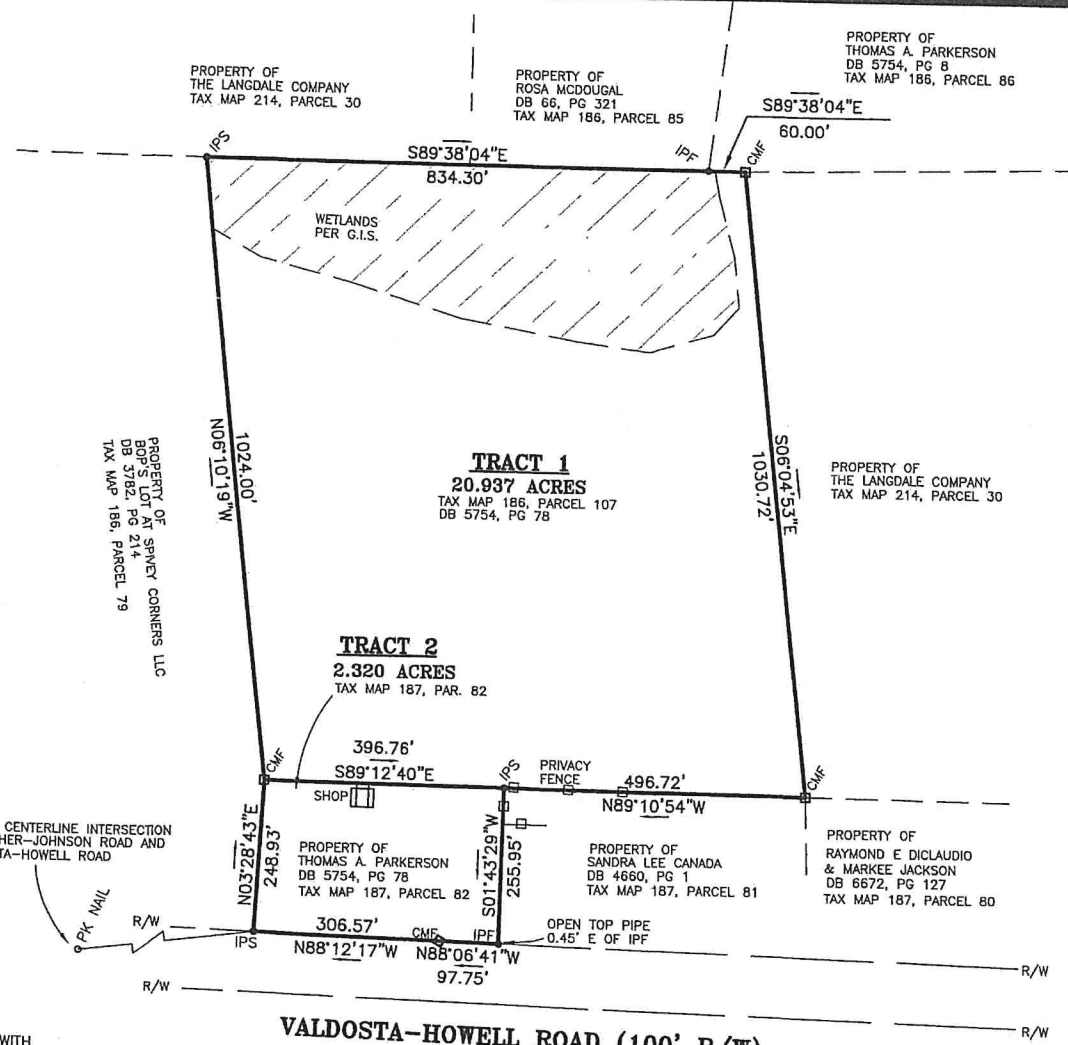 PROPERTY OF
THOMAS A. PARKERSON
DB 5754, PG 8
TAX MAP 186, PARCEL 86
PROPERTY OF
THE LANGDALE COMPANY
TAX MAP 214, PARCEL 30
PROPERTY OF
ROSA MCDOUGAL
DB 66, PG 321
TAX MAP 186, PARCEL 85
S89°38'04"E
60.00'
IPS
S89°38'04"E
834.30'
IPF
CMF
WETLANDS
PER G.I.S.
1024.00'
N06°10'19"W
PROPERTY OF
BOP'S LOT AT SPIVEY CORNERS LLC
DB 3782, PG 214
TAX MAP 186, PARCEL 79
TRACT 1
20.937 ACRES
TAX MAP 186, PARCEL 107
DB 5754, PG 78
S06°04'53"E
1030.72'
PROPERTY OF
THE LANGDALE COMPANY
TAX MAP 214, PARCEL 30
TRACT 2
2.320 ACRES
TAX MAP 187, PAR. 82
CMF
396.76'
S89°12'40"E
IPS
PRIVACY
FENCE
496.72'
N89°10'54"W
CMF
SHOP
CENTERLINE INTERSECTION
HER-JOHNSON ROAD AND
TA-HOWELL ROAD
N03°28'43"E
248.93'
PROPERTY OF
THOMAS A. PARKERSON
DB 5754, PG 78
TAX MAP 187, PARCEL 82
S01°43'29"W
255.95'
PROPERTY OF
SANDRA LEE CANADA
DB 4660, PG 1
TAX MAP 187, PARCEL 81
PROPERTY OF
RAYMOND E DICLAUDIO
& MARKEE JACKSON
DB 6672, PG 127
TAX MAP 187, PARCEL 80
PK NAIL
R/W
IPS
306.57'
N88°12'17"W
CMF
IPF
N88°06'41"W
97.75'
OPEN TOP PIPE
0.45' E OF IPF
R/W
R/W
R/W
VALDOSTA-HOWELL ROAD (100' R/W)
WITH